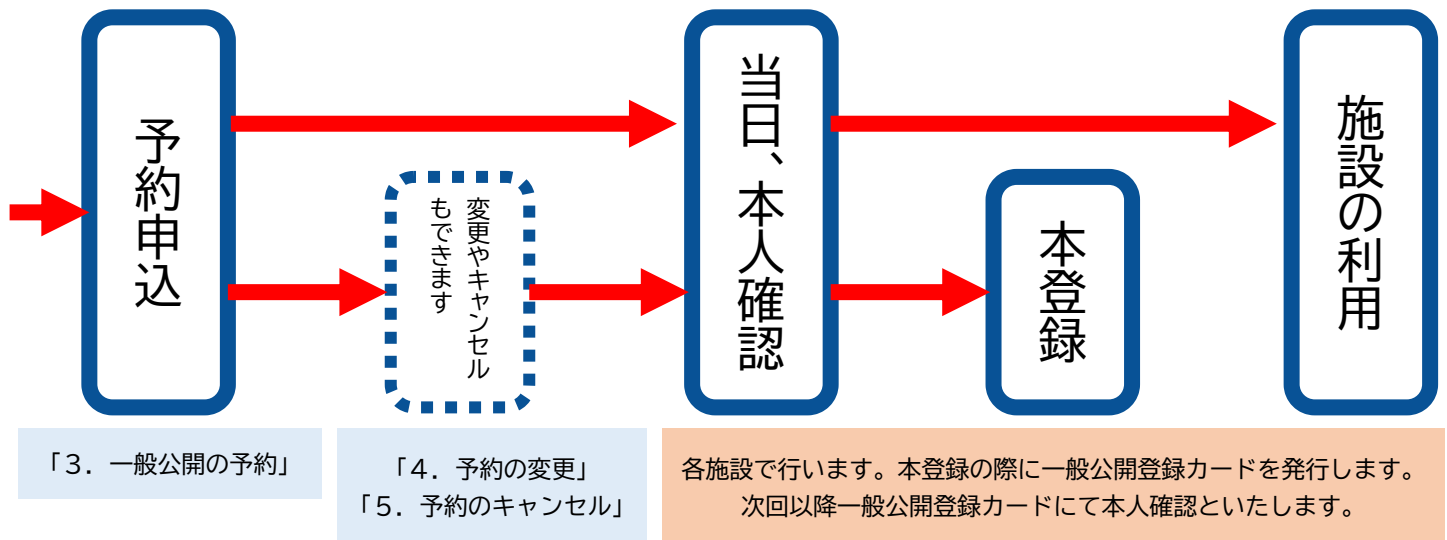 予約申込
変更やキャンセル
もできます
当日、本人確認
本登録
施設の利用
「3．一般公開の予約」
「4．予約の変更」
「5．予約のキャンセル」
各施設で行います。本登録の際に一般公開登録カードを発行します。
次回以降一般公開登録カードにて本人確認といたします。